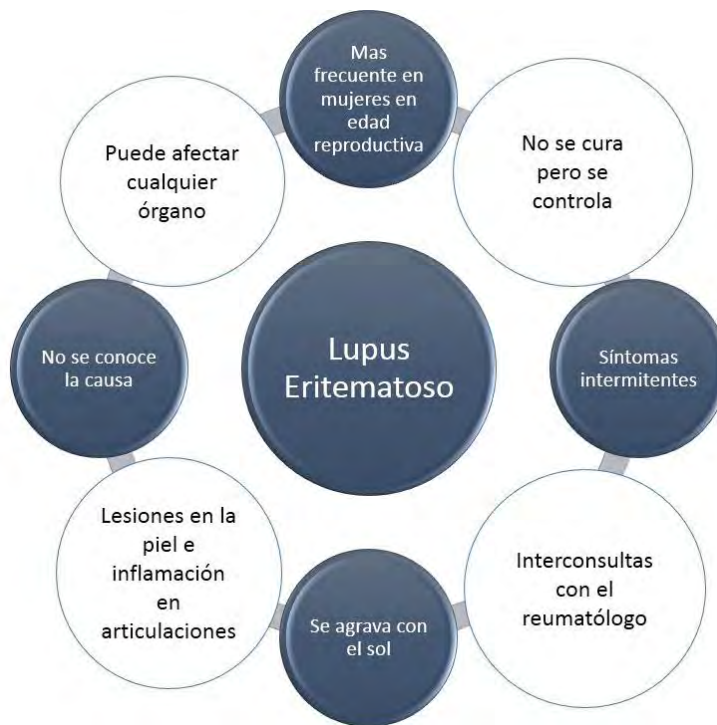 Mas
frecuente en
mujeres en
edad
reproductiva
No se cura
pero se
controla
Síntomas
intermitentes
Interconsultas
con el
reumatólogo
Se agrava con
el sol
Lesiones en la
piel e
inflamación
en
articulaciones
No se conoce
la causa
Puede afectar
cualquier
órgano
Lupus
Eritematoso